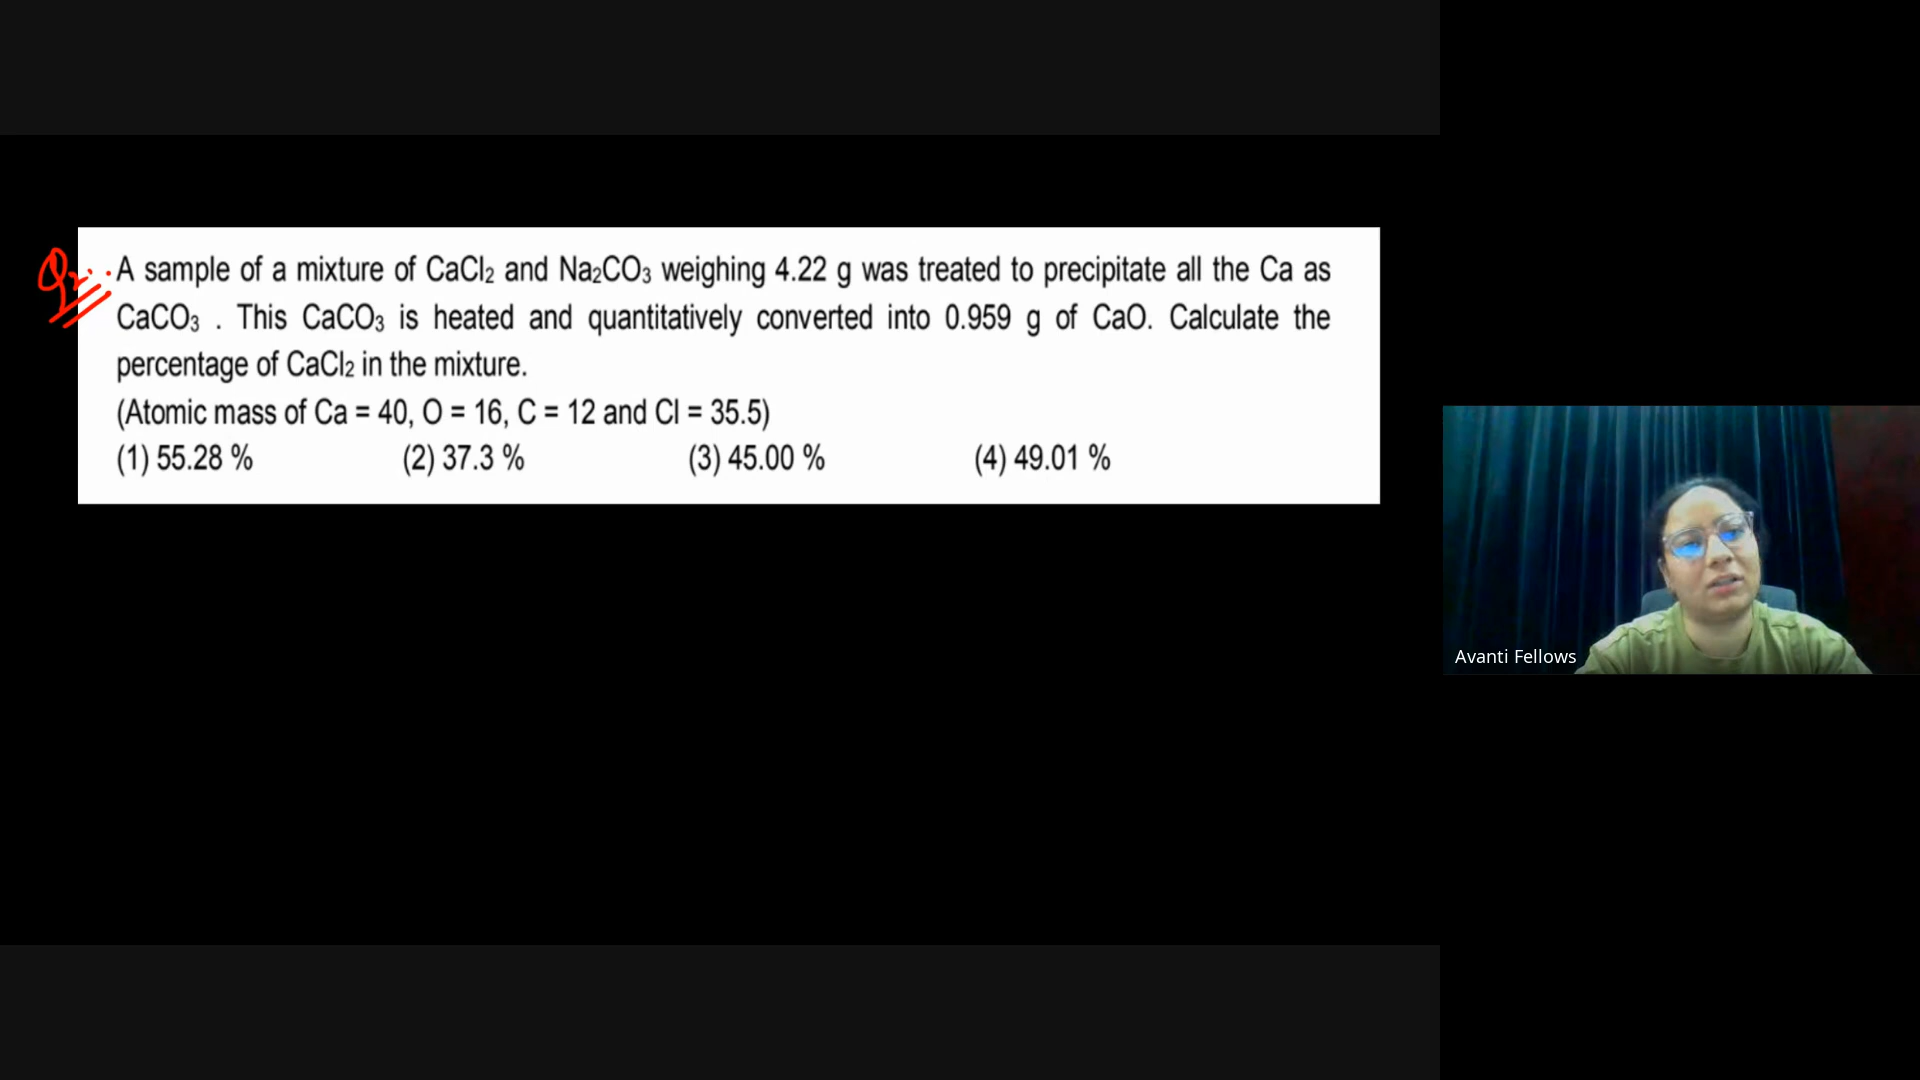 Q.
A sample of a mixture of CaCl₂ and Na₂CO₃ weighing 4.22 g was treated to precipitate all the Ca as
CaCO₃ . This CaCO₃ is heated and quantitatively converted into 0.959 g of CaO. Calculate the
percentage of CaCl₂ in the mixture.
(Atomic mass of Ca = 40, O = 16, C = 12 and Cl = 35.5)
(1) 55.28 % (2) 37.3 % (3) 45.00 % (4) 49.01 %
Avanti Fellows